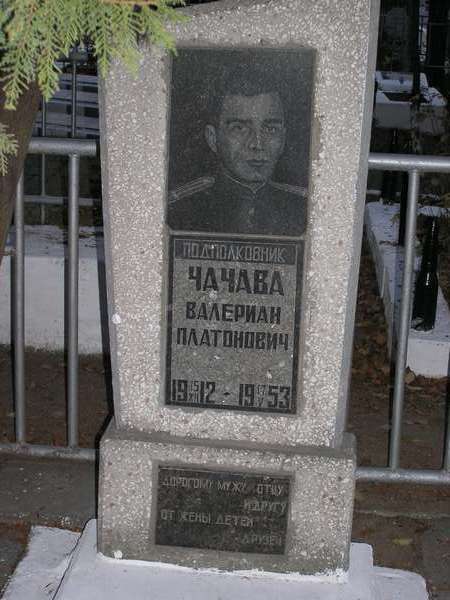 ПОДПОЛКОВНИК
ЧАЧАВА
ВАЛЕРИАН
ПЛАТОНОВИЧ
1912 - 1953
ДОРОГОМУ МУЖУ ОТЦУ
И ДРУГУ
ОТ ЖЕНЫ ДЕТЕЙ
ДРУЗЕЙ